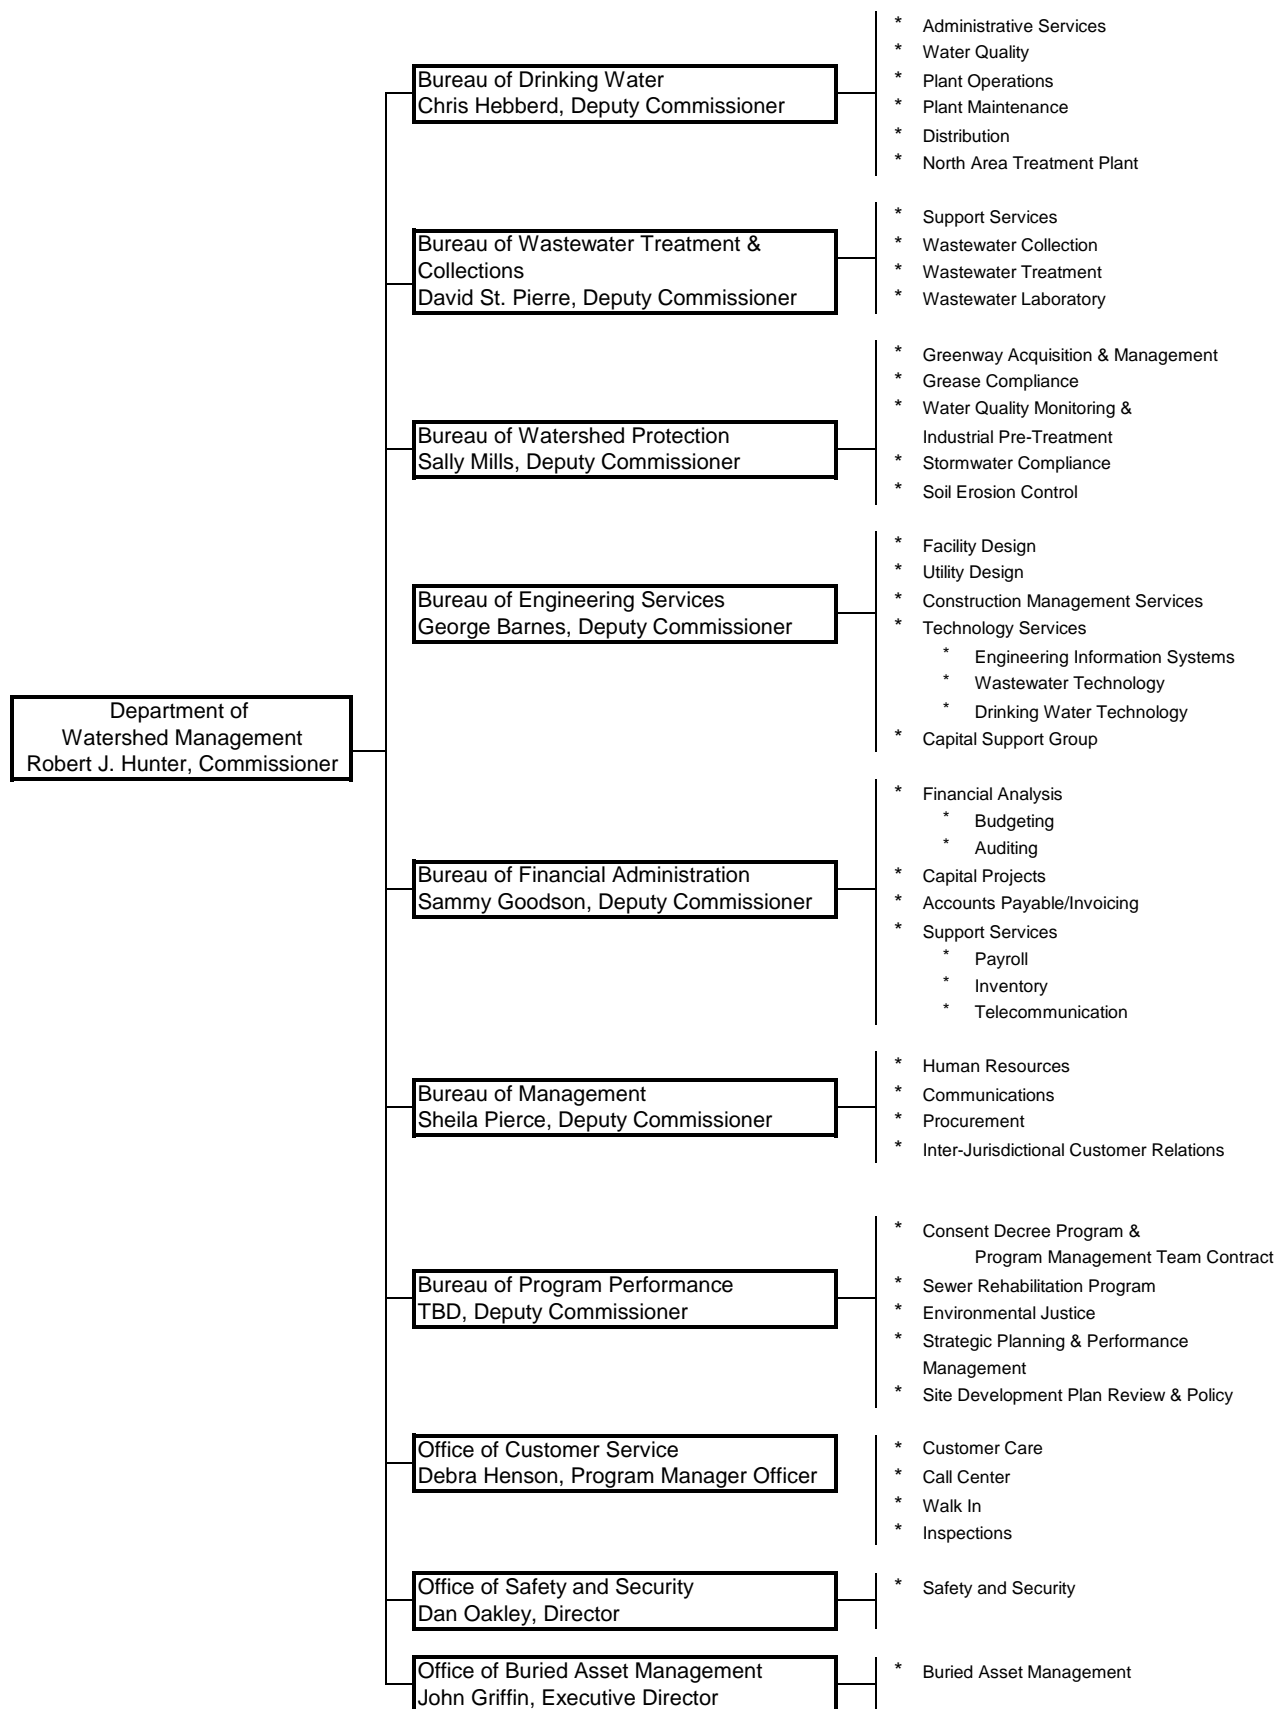 * Administrative Services
* Water Quality
Bureau of Drinking Water
* Plant Operations
Chris Hebberd, Deputy Commissioner
* Plant Maintenance
* Distribution
* North Area Treatment Plant
* Support Services
Bureau of Wastewater Treatment &
* Wastewater Collection
Collections
* Wastewater Treatment
David St. Pierre, Deputy Commissioner
* Wastewater Laboratory
* Greenway Acquisition & Management
* Grease Compliance
* Water Quality Monitoring &
Bureau of Watershed Protection
Industrial Pre-Treatment
Sally Mills, Deputy Commissioner
* Stormwater Compliance
* Soil Erosion Control
* Facility Design
* Utility Design
Bureau of Engineering Services
* Construction Management Services
George Barnes, Deputy Commissioner
* Technology Services
* Engineering Information Systems
* Wastewater Technology
Department of
* Drinking Water Technology
Watershed Management
* Capital Support Group
Robert J. Hunter, Commissioner
* Financial Analysis
* Budgeting
* Auditing
Bureau of Financial Administration
* Capital Projects
Sammy Goodson, Deputy Commissioner
* Accounts Payable/Invoicing
* Support Services
* Payroll
* Inventory
* Telecommunication
* Human Resources
Bureau of Management
* Communications
Sheila Pierce, Deputy Commissioner
* Procurement
* Inter-Jurisdictional Customer Relations
* Consent Decree Program &
Program Management Team Contract
Bureau of Program Performance
* Sewer Rehabilitation Program
TBD, Deputy Commissioner
* Environmental Justice
* Strategic Planning & Performance
Management
* Site Development Plan Review & Policy
Office of Customer Service
* Customer Care
Debra Henson, Program Manager Officer
* Call Center
* Walk In
* Inspections
Office of Safety and Security
* Safety and Security
Dan Oakley, Director
Office of Buried Asset Management
* Buried Asset Management
John Griffin, Executive Director